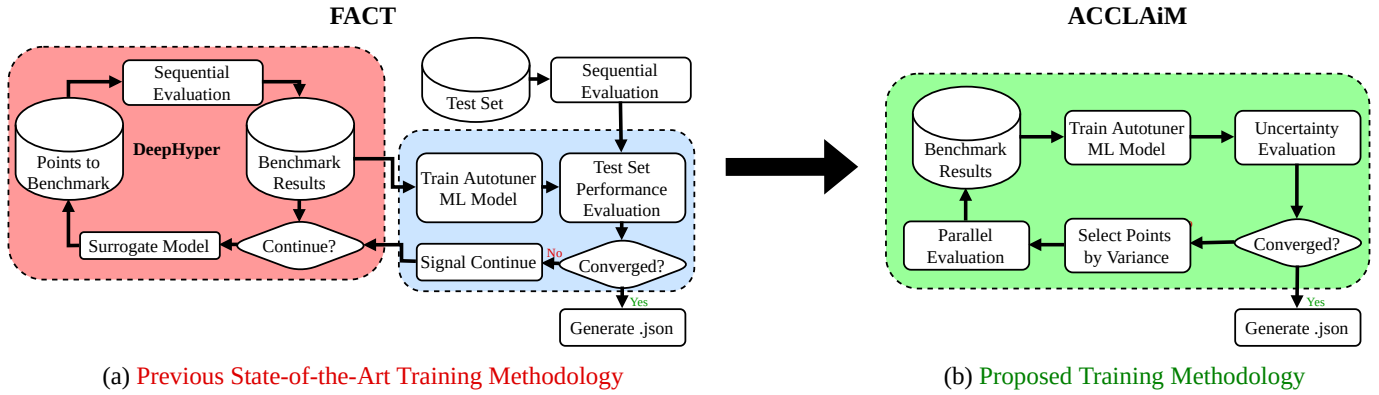 FACT
ACCLAiM
Sequential
Evaluation
Points to
Benchmark
DeepHyper
Benchmark
Results
Surrogate Model
Continue?
Test Set
Sequential
Evaluation
Train Autotuner
ML Model
Test Set
Performance
Evaluation
Signal Continue
No
Converged?
Yes
Generate .json
Benchmark
Results
Train Autotuner
ML Model
Uncertainty
Evaluation
Parallel
Evaluation
Select Points
by Variance
Converged?
Yes
Generate .json
(a) Previous State-of-the-Art Training Methodology
(b) Proposed Training Methodology